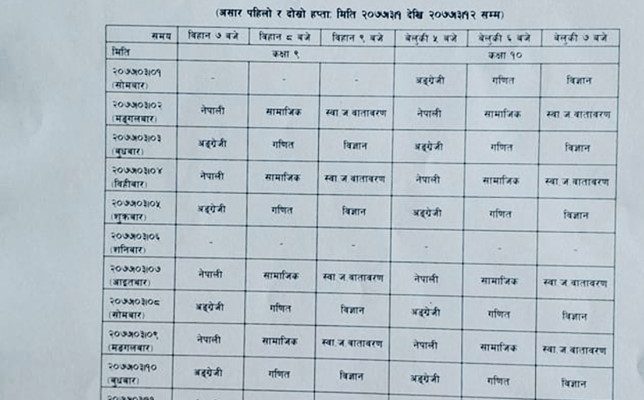 (असार पहिलो र दोस्रो हप्ता, मिति २०७७।३।१ देखि २०७७।३।१२ सम्म)
समय बिहान ७ बजे बिहान ८ बजे बिहान ९ बजे बेलुकी ५ बजे बेलुकी ६ बजे बेलुकी ७ बजे
मिति कक्षा ९ कक्षा १०
२०७७।०३।०१
(सोमबार) - - - अङ्ग्रेजी गणित विज्ञान
२०७७।०३।०२
(मङ्गलबार) नेपाली सामाजिक स्वा.ज.वातावरण नेपाली सामाजिक स्वा.ज.वातावरण
२०७७।०३।०३
(बुधबार) अङ्ग्रेजी गणित विज्ञान अङ्ग्रेजी गणित विज्ञान
२०७७।०३।०४
(विहीबार) नेपाली सामाजिक स्वा.ज.वातावरण नेपाली सामाजिक स्वा.ज.वातावरण
२०७७।०३।०५
(शुक्रबार) अङ्ग्रेजी गणित विज्ञान अङ्ग्रेजी गणित विज्ञान
२०७७।०३।०६
(शनिबार) - - - - - -
२०७७।०३।०७
(आइतबार) नेपाली सामाजिक स्वा.ज.वातावरण नेपाली सामाजिक स्वा.ज.वातावरण
२०७७।०३।०८
(सोमबार) अङ्ग्रेजी गणित विज्ञान अङ्ग्रेजी गणित विज्ञान
२०७७।०३।०९
(मङ्गलबार) नेपाली सामाजिक स्वा.ज.वातावरण नेपाली सामाजिक स्वा.ज.वातावरण
२०७७।०३।१०
(बुधबार) अङ्ग्रेजी गणित विज्ञान अङ्ग्रेजी गणित विज्ञान